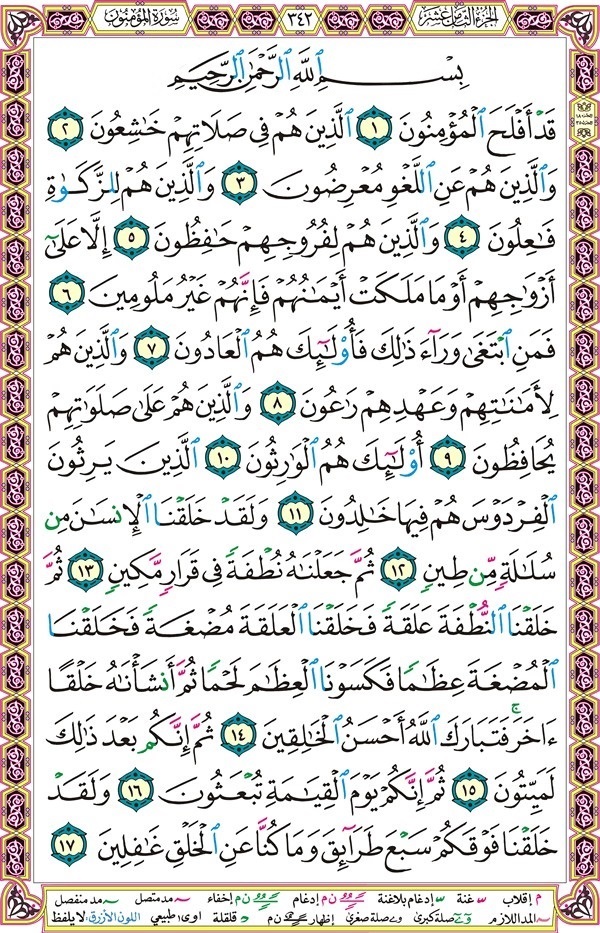 الجزء الثامن عشر ٣٤٢ سورة المؤمنون
بِسْمِ ٱللَّهِ ٱلرَّحْمَٰنِ ٱلرَّحِيمِ
قَدْ أَفْلَحَ ٱلْمُؤْمِنُونَ ١ ٱلَّذِينَ هُمْ فِى صَلَاتِهِمْ خَٰشِعُونَ ٢
وَٱلَّذِينَ هُمْ عَنِ ٱللَّغْوِ مُعْرِضُونَ ٣ وَٱلَّذِينَ هُمْ لِلزَّكَوٰةِ
فَٰعِلُونَ ٤ وَٱلَّذِينَ هُمْ لِفُرُوجِهِمْ حَٰفِظُونَ ٥ إِلَّا عَلَىٰٓ
أَزْوَٰجِهِمْ أَوْ مَا مَلَكَتْ أَيْمَٰنُهُمْ فَإِنَّهُمْ غَيْرُ مَلُومِينَ ٦
فَمَنِ ٱبْتَغَىٰ وَرَآءَ ذَٰلِكَ فَأُو۟لَٰٓئِكَ هُمُ ٱلْعَادُونَ ٧ وَٱلَّذِينَ هُمْ
لِأَمَٰنَٰتِهِمْ وَعَهْدِهِمْ رَٰعُونَ ٨ وَٱلَّذِينَ هُمْ عَلَىٰ صَلَوَٰتِهِمْ
يُحَافِظُونَ ٩ أُو۟لَٰٓئِكَ هُمُ ٱلْوَٰرِثُونَ ١٠ ٱلَّذِينَ يَرِثُونَ
ٱلْفِرْدَوْسَ هُمْ فِيهَا خَٰلِدُونَ ١١ وَلَقَدْ خَلَقْنَا ٱلْإِنسَٰنَ مِن
سُلَٰلَةٍ مِّن طِينٍ ١٢ ثُمَّ جَعَلْنَٰهُ نُطْفَةً فِى قَرَارٍ مَّكِينٍ ١٣ ثُمَّ
خَلَقْنَا ٱلنُّطْفَةَ عَلَقَةً فَخَلَقْنَا ٱلْعَلَقَةَ مُضْغَةً فَخَلَقْنَا
ٱلْمُضْغَةَ عِظَٰمًا فَكَسَوْنَا ٱلْعِظَٰمَ لَحْمًا ثُمَّ أَنشَأْنَٰهُ خَلْقًا
ءَاخَرَ ۚ فَتَبَارَكَ ٱللَّهُ أَحْسَنُ ٱلْخَٰلِقِينَ ١٤ ثُمَّ إِنَّكُم بَعْدَ ذَٰلِكَ
لَمَيِّتُونَ ١٥ ثُمَّ إِنَّكُمْ يَوْمَ ٱلْقِيَٰمَةِ تُبْعَثُونَ ١٦ وَلَقَدْ
خَلَقْنَا فَوْقَكُمْ سَبْعَ طَرَآئِقَ وَمَا كُنَّا عَنِ ٱلْخَلْقِ غَٰفِلِينَ ١٧
م إقلاب غنة إدغام بلاغنة ن م إدغام ن م إخفاء مد متصل مد منفصل
المد اللازم صلة كبرى صلة صغرى إظهار ن م قلقلة اوى: طبيعي اللون الأزرق: لا يلفظ